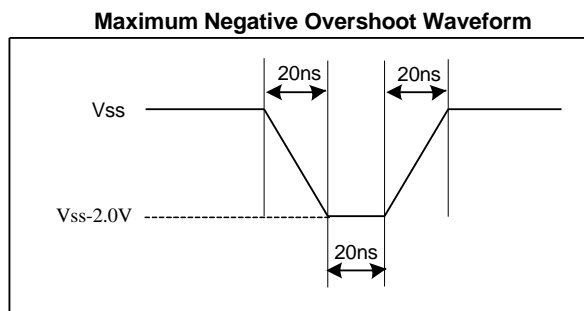 Maximum Negative Overshoot Waveform
20ns 20ns
Vss
Vss-2.0V
20ns